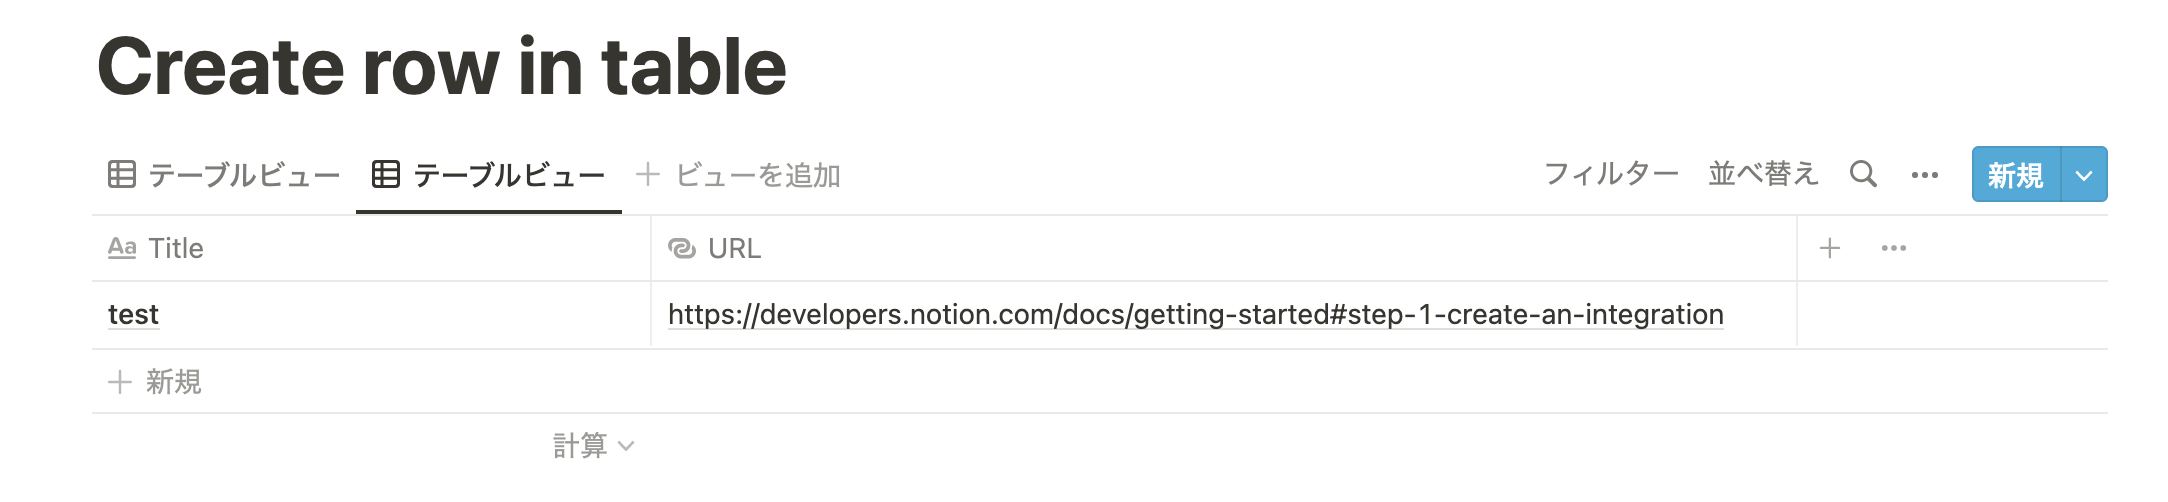 Create row in table
テーブルビュー テーブルビュー + ビューを追加 フィルター 並べ替え ••• 新規
Aa Title URL + •••
test https://developers.notion.com/docs/getting-started#step-1-create-an-integration
+ 新規
計算